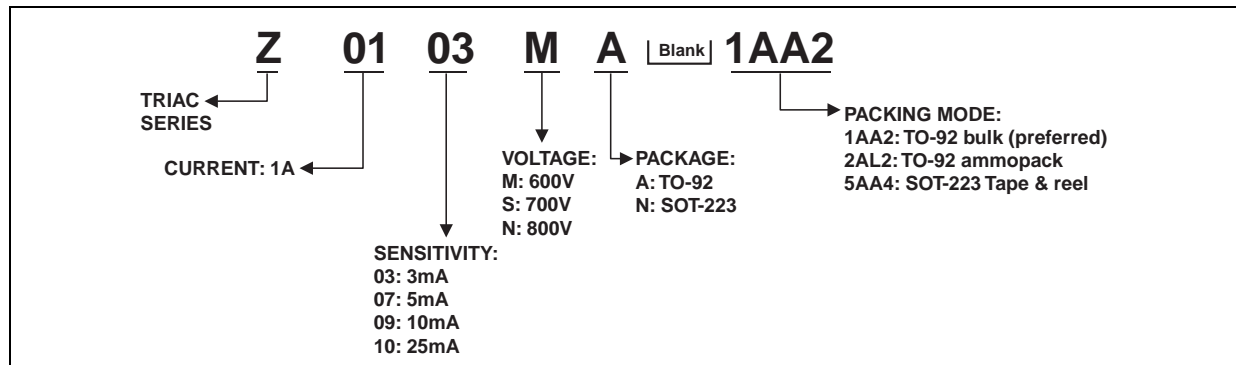 Z 01 03 M A Blank 1AA2
TRIAC
SERIES
CURRENT: 1A
SENSITIVITY:
03: 3mA
07: 5mA
09: 10mA
10: 25mA
VOLTAGE:
M: 600V
S: 700V
N: 800V
PACKAGE:
A: TO-92
N: SOT-223
PACKING MODE:
1AA2: TO-92 bulk (preferred)
2AL2: TO-92 ammopack
5AA4: SOT-223 Tape & reel